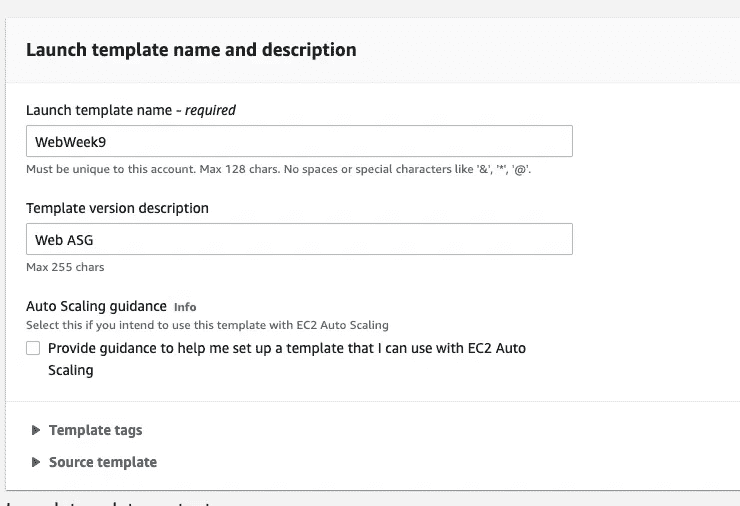 Launch template name and description
Launch template name - required
WebWeek9
Must be unique to this account. Max 128 chars. No spaces or special characters like '&', '*', '@'.
Template version description
Web ASG
Max 255 chars
Auto Scaling guidance Info
Select this if you intend to use this template with EC2 Auto Scaling
Provide guidance to help me set up a template that I can use with EC2 Auto
Scaling
Template tags
Source template